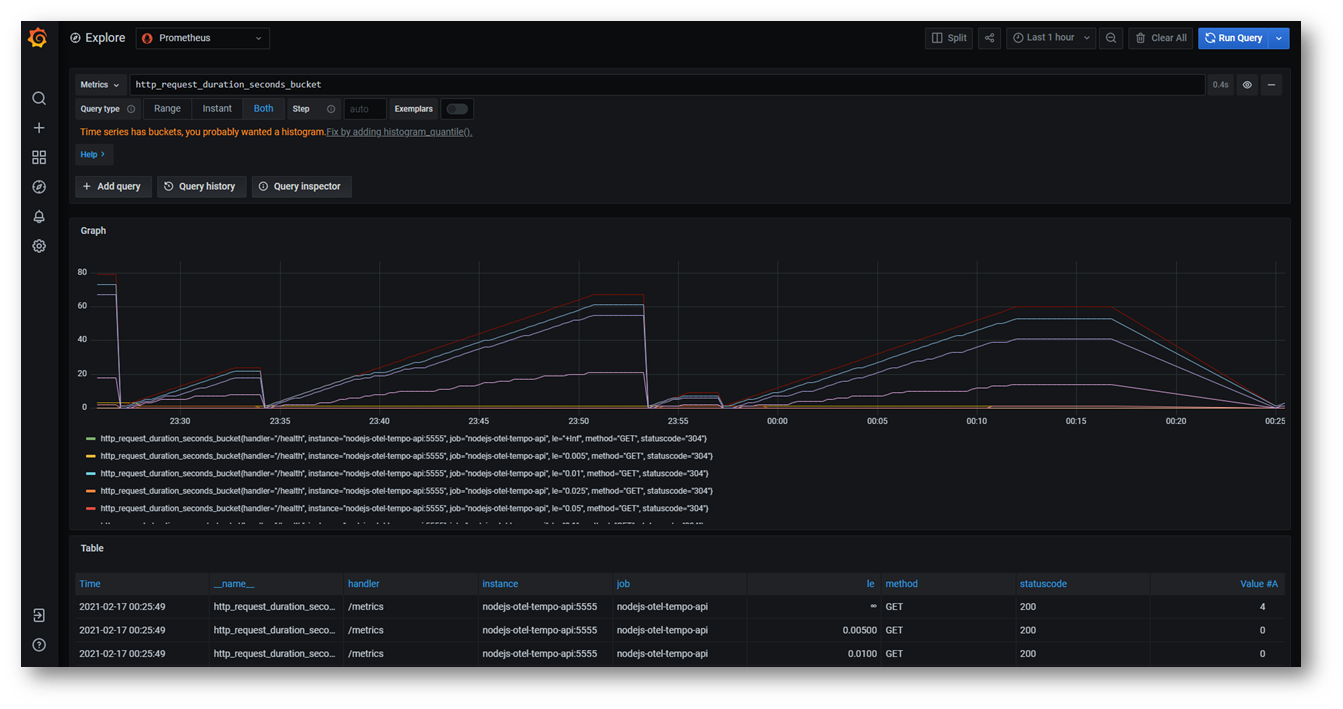 Explore Prometheus Split Last 1 hour Clear All Run Query
Metrics http_request_duration_seconds_bucket 0.4s
Query type Range Instant Both Step auto Exemplars
Time series has buckets, you probably wanted a histogram.Fix by adding histogram_quantile().
Help
Add query Query history Query inspector
Graph
80
60
40
20
0
23:30 23:35 23:40 23:45 23:50 23:55 00:00 00:05 00:10 00:15 00:20 00:25
http_request_duration_seconds_bucket{handler="/health", instance="nodejs-otel-tempo-api:5555", job="nodejs-otel-tempo-api", le="+Inf", method="GET", statuscode="304"}
http_request_duration_seconds_bucket{handler="/health", instance="nodejs-otel-tempo-api:5555", job="nodejs-otel-tempo-api", le="0.005", method="GET", statuscode="304"}
http_request_duration_seconds_bucket{handler="/health", instance="nodejs-otel-tempo-api:5555", job="nodejs-otel-tempo-api", le="0.01", method="GET", statuscode="304"}
http_request_duration_seconds_bucket{handler="/health", instance="nodejs-otel-tempo-api:5555", job="nodejs-otel-tempo-api", le="0.025", method="GET", statuscode="304"}
http_request_duration_seconds_bucket{handler="/health", instance="nodejs-otel-tempo-api:5555", job="nodejs-otel-tempo-api", le="0.05", method="GET", statuscode="304"}
Table
Time __name__ handler instance job le method statuscode Value #A
2021-02-17 00:25:49 http_request_duration_seco... /metrics nodejs-otel-tempo-api:5555 nodejs-otel-tempo-api ∞ GET 200 4
2021-02-17 00:25:49 http_request_duration_seco... /metrics nodejs-otel-tempo-api:5555 nodejs-otel-tempo-api 0.00500 GET 200 0
2021-02-17 00:25:49 http_request_duration_seco... /metrics nodejs-otel-tempo-api:5555 nodejs-otel-tempo-api 0.0100 GET 200 0